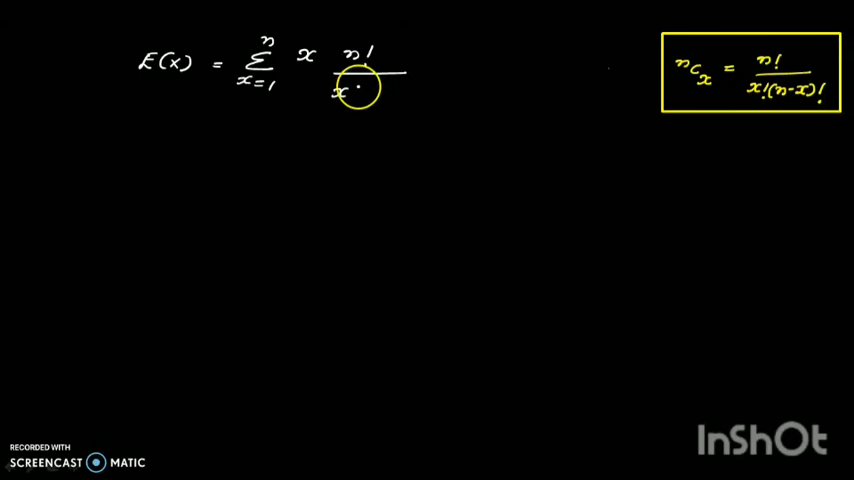 E(x) = Σ_{x=1}^{n} x n! / x
ⁿCₓ = n! / x!(n-x)!
RECORDED WITH
SCREENCAST MATIC
InShOt